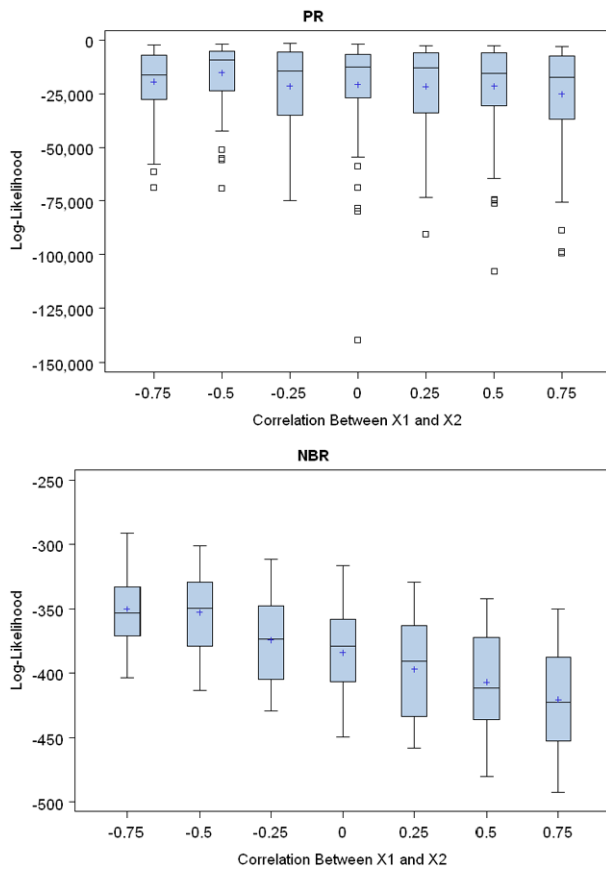 PR
0
-25,000
-50,000
-75,000
-100,000
-125,000
-150,000
Log-Likelihood
-0.75 -0.5 -0.25 0 0.25 0.5 0.75
Correlation Between X1 and X2
NBR
-250
-300
-350
-400
-450
-500
Log-Likelihood
-0.75 -0.5 -0.25 0 0.25 0.5 0.75
Correlation Between X1 and X2